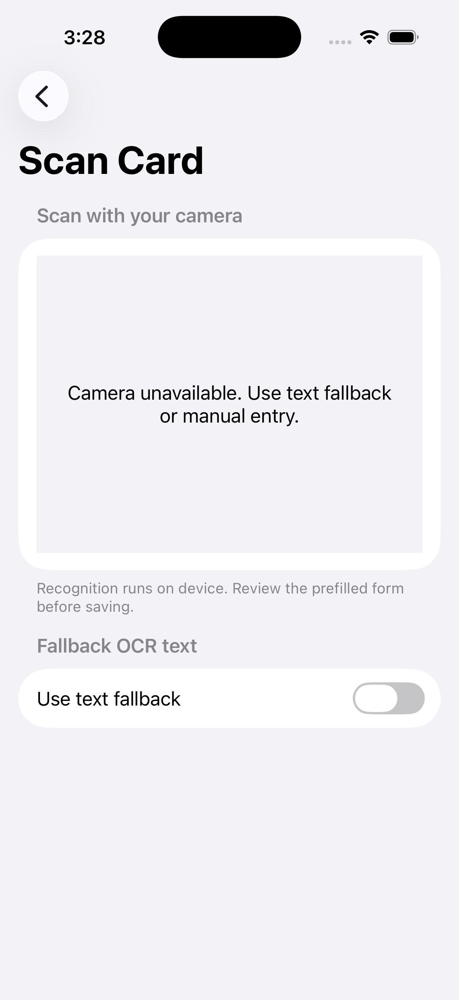 3:28
Scan Card
Scan with your camera
Camera unavailable. Use text fallback
or manual entry.
Recognition runs on device. Review the prefilled form
before saving.
Fallback OCR text
Use text fallback